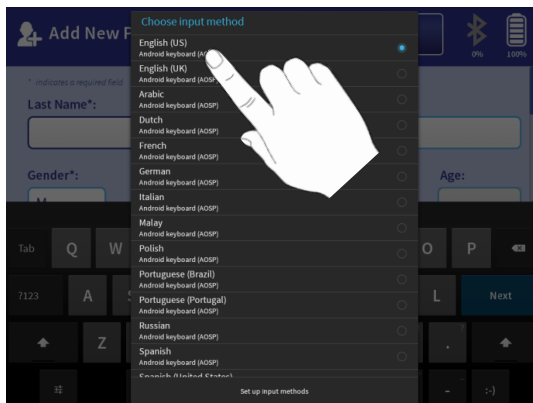 Choose input method
Add New
0%
100%
English (US)
Android keyboard
English (UK)
Android keyboard (AOSP)
* indicates a required field
Last Name*:
Arabic
Android keyboard (AOSP)
Dutch
Android keyboard (AOSP)
French
Android keyboard (AOSP)
Gender*:
Age:
German
Android keyboard (AOSP)
Italian
Android keyboard (AOSP)
Malay
Android keyboard (AOSP)
Tab Q W O P
Polish
Android keyboard (AOSP)
Portuguese (Brazil)
Android keyboard (AOSP)
?123 A L Next
Portuguese (Portugal)
Android keyboard (AOSP)
Russian
Android keyboard (AOSP)
Z . ?
Spanish
Android keyboard (AOSP)
Spanish (United States)
Set up input methods
- :-)